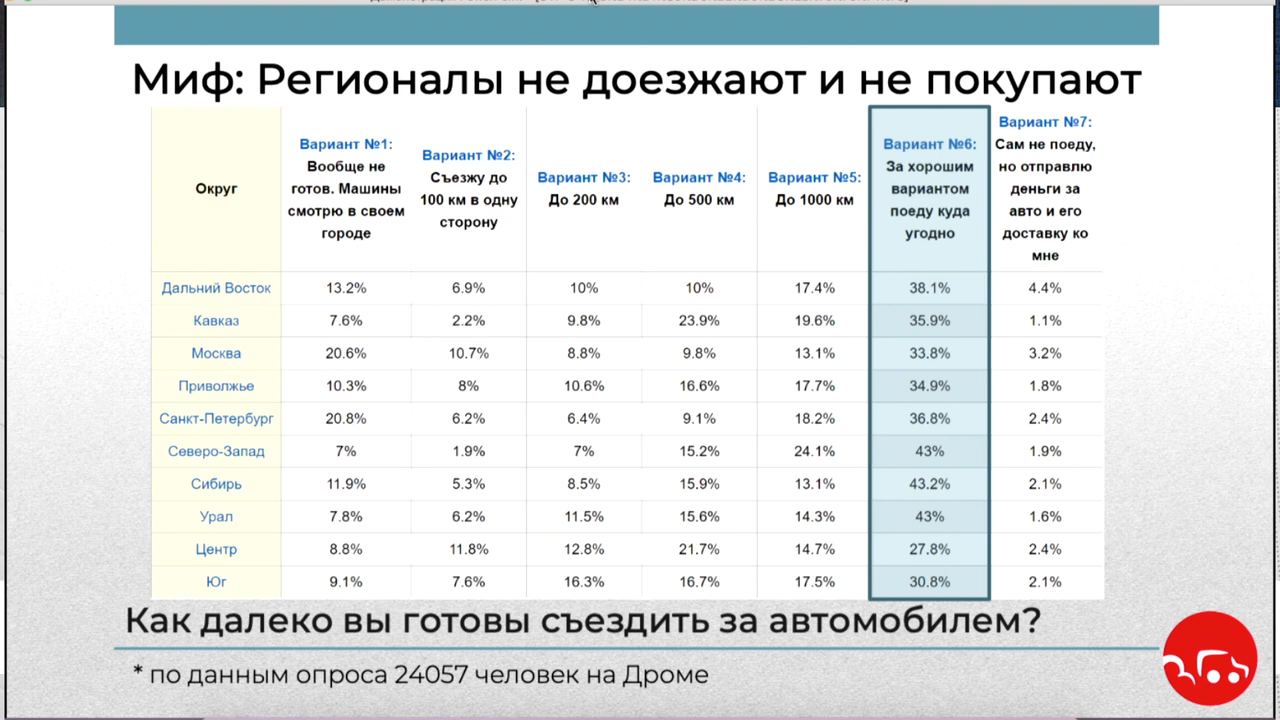 Миф: Регионалы не доезжают и не покупают
Округ
Вариант №1:
Вообще не
готов. Машины
смотрю в своем
городе
Вариант №2:
Съезжу до
100 км в одну
сторону
Вариант №3:
До 200 км
Вариант №4:
До 500 км
Вариант №5:
До 1000 км
Вариант №6:
За хорошим
вариантом
поеду куда
угодно
Вариант №7:
Сам не поеду,
но отправлю
деньги за
авто и его
доставку ко
мне
Дальний Восток 13.2% 6.9% 10% 10% 17.4% 38.1% 4.4%
Кавказ 7.6% 2.2% 9.8% 23.9% 19.6% 35.9% 1.1%
Москва 20.6% 10.7% 8.8% 9.8% 13.1% 33.8% 3.2%
Приволжье 10.3% 8% 10.6% 16.6% 17.7% 34.9% 1.8%
Санкт-Петербург 20.8% 6.2% 6.4% 9.1% 18.2% 36.8% 2.4%
Северо-Запад 7% 1.9% 7% 15.2% 24.1% 43% 1.9%
Сибирь 11.9% 5.3% 8.5% 15.9% 13.1% 43.2% 2.1%
Урал 7.8% 6.2% 11.5% 15.6% 14.3% 43% 1.6%
Центр 8.8% 11.8% 12.8% 21.7% 14.7% 27.8% 2.4%
Юг 9.1% 7.6% 16.3% 16.7% 17.5% 30.8% 2.1%
Как далеко вы готовы съездить за автомобилем?
* по данным опроса 24057 человек на Дроме